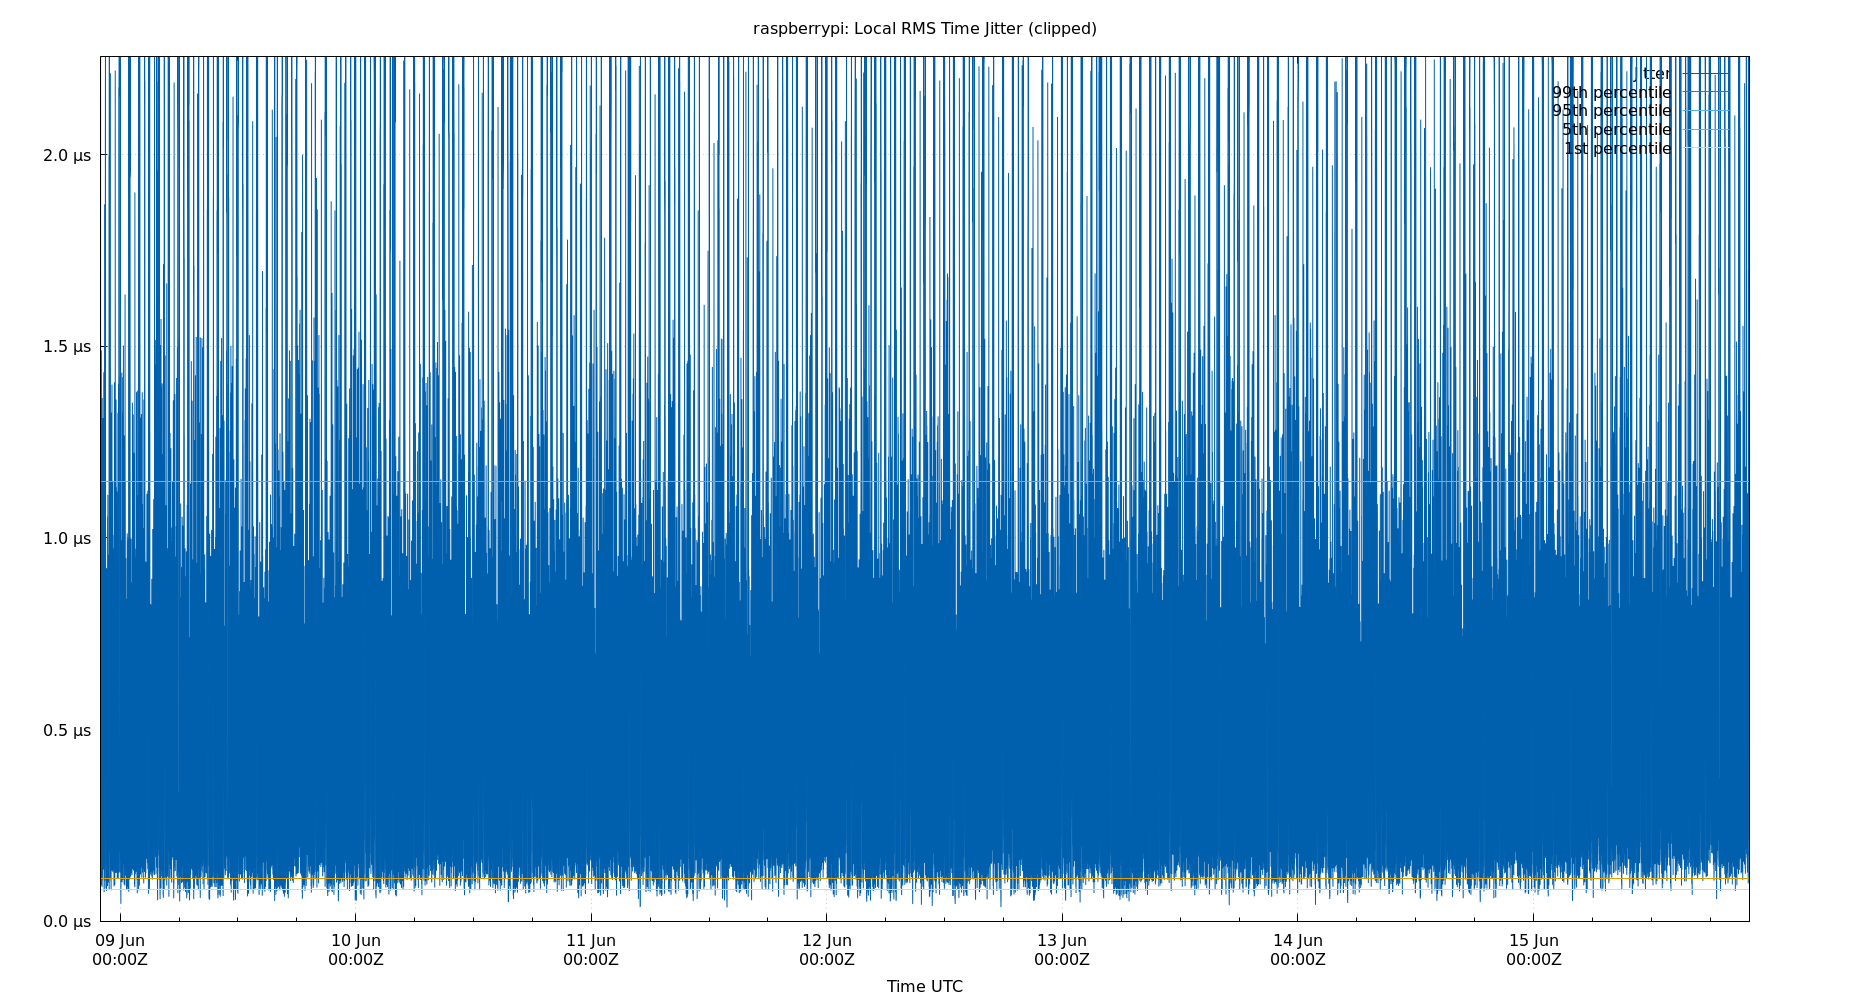 raspberrypi: Local RMS Time Jitter (clipped)
Jitter
99th percentile
95th percentile
5th percentile
1st percentile
2.0 μs
1.5 μs
1.0 μs
0.5 μs
0.0 μs
09 Jun 10 Jun 11 Jun 12 Jun 13 Jun 14 Jun 15 Jun
00:00Z 00:00Z 00:00Z 00:00Z 00:00Z 00:00Z 00:00Z
Time UTC